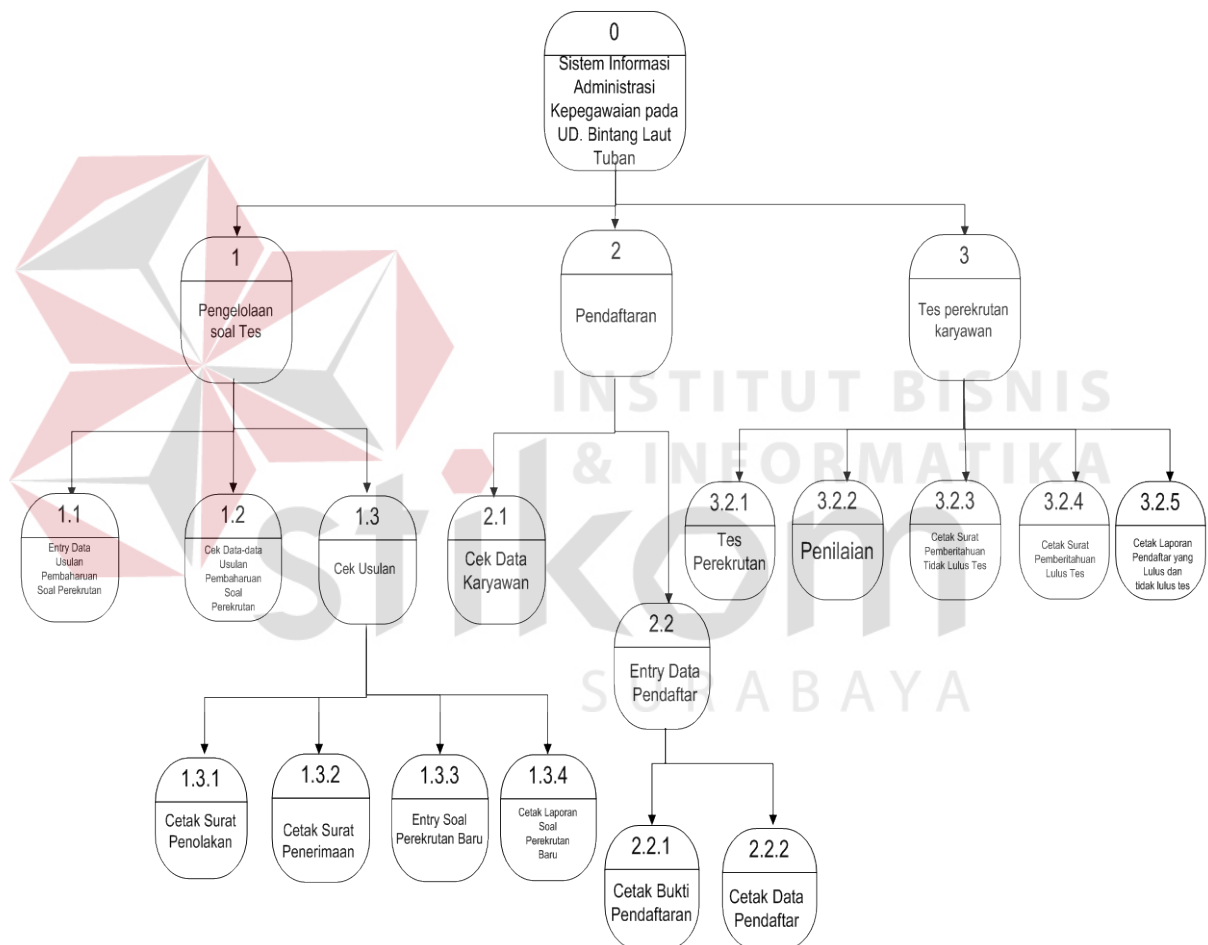 0
Sistem Informasi
Administrasi
Kepegawaian pada
UD. Bintang Laut
Tuban
1
Pengelolaan
soal Tes
2
Pendaftaran
3
Tes perekrutan
karyawan
INSTITUT BISNIS
& INFORMATIKA
stikom
SURABAYA
1.1
Entry Data
Usulan
Pembaharuan
Soal Perekrutan
1.2
Cek Data-data
Usulan
Pembaharuan
Soal
Perekrutan
1.3
Cek Usulan
2.1
Cek Data
Karyawan
3.2.1
Tes
Perekrutan
3.2.2
Penilaian
3.2.3
Cetak Surat
Pemberitahuan
Tidak Lulus Tes
3.2.4
Cetak Surat
Pemberitahuan
Lulus Tes
3.2.5
Cetak Laporan
Pendaftar yang
Lulus dan
tidak lulus tes
2.2
Entry Data
Pendaftar
1.3.1
Cetak Surat
Penolakan
1.3.2
Cetak Surat
Penerimaan
1.3.3
Entry Soal
Perekrutan Baru
1.3.4
Cetak Laporan
Soal
Perekrutan
Baru
2.2.1
Cetak Bukti
Pendaftaran
2.2.2
Cetak Data
Pendaftar